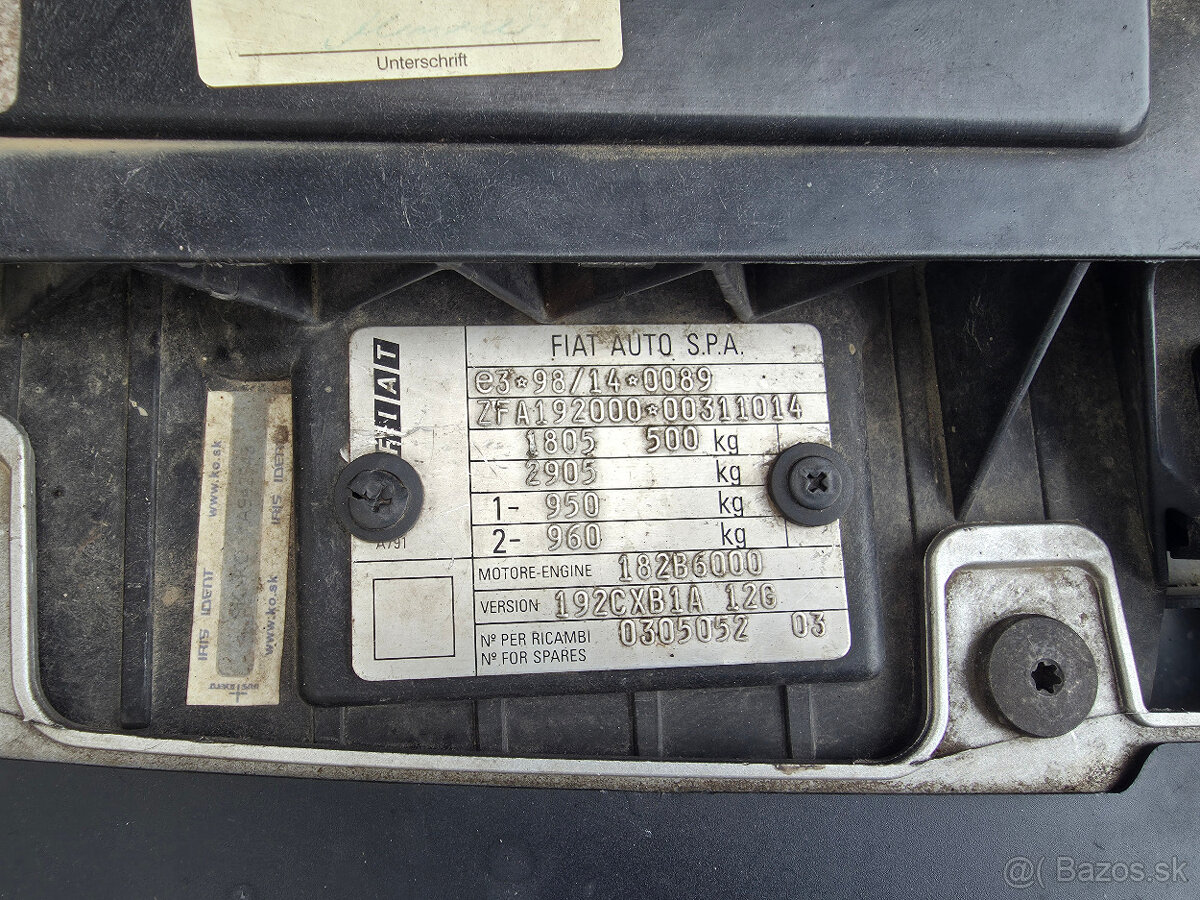 Unterschrift
FIAT
FIAT AUTO S.P.A.
e3*98/14*0089
ZFA192000*00311014
1805 500 kg
2905 kg
1- 950 kg
2- 960 kg
A791
MOTORE-ENGINE 182B6000
VERSION 192CXB1A 12G
Nº PER RICAMBI 0305052 03
Nº FOR SPARES
www.ko.sk
IRIS IDENT
www.ko.sk
IRIS IDENT
@ Bazos.sk